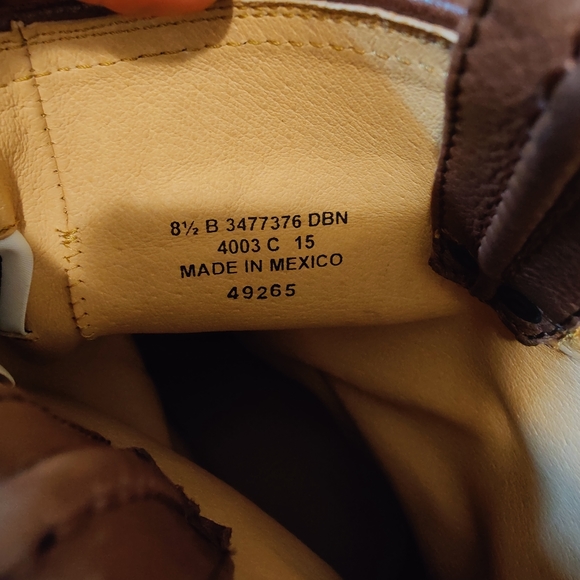 8½ B 3477376 DBN
4003 C 15
MADE IN MEXICO
49265